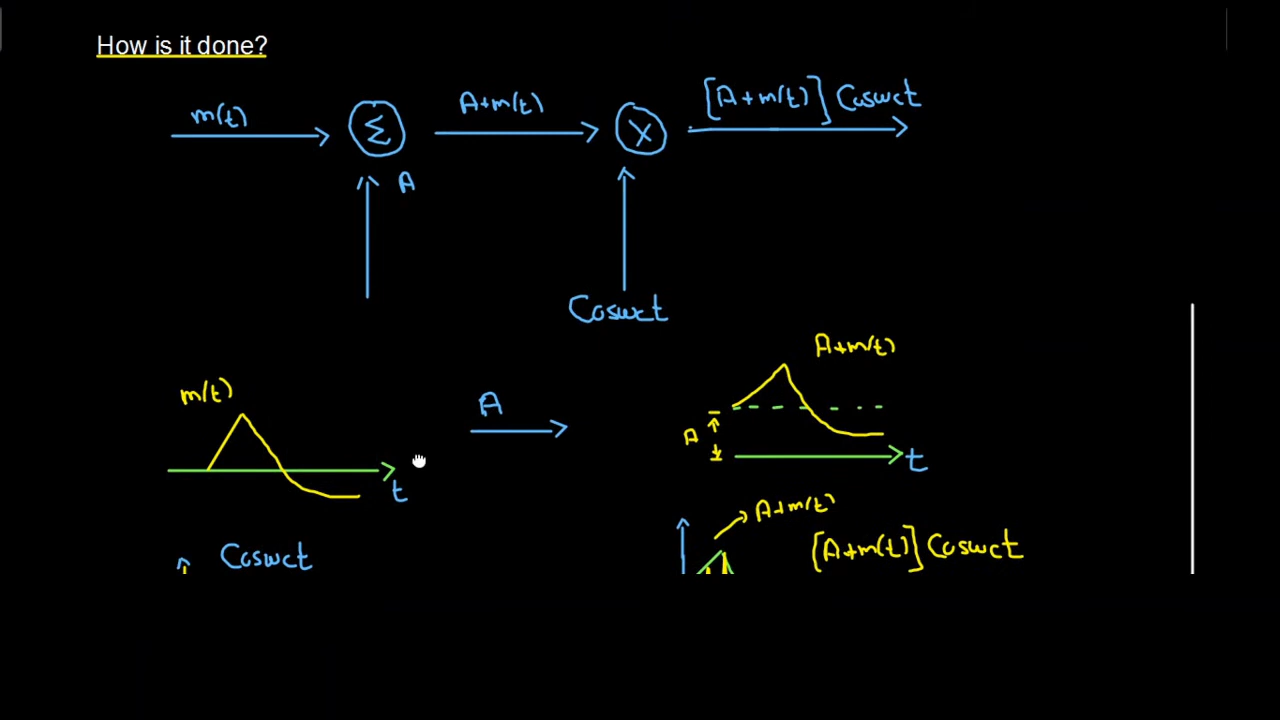 How is it done?
m(t) Σ A+m(t) X [A+m(t)] Coswct
A
Coswct
A+m(t)
m(t) A
A
t
t
A+m(t)
Coswct [A+m(t)] Coswct